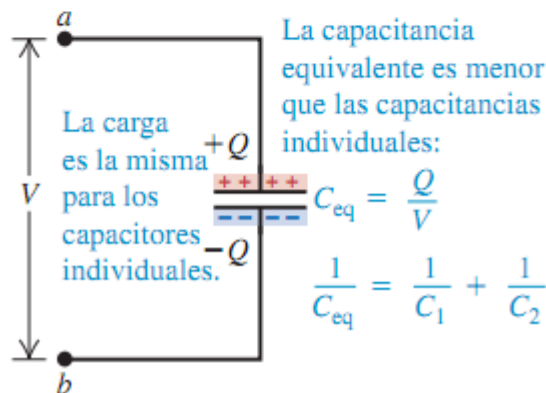 a
La capacitancia
equivalente es menor
que las capacitancias
individuales:
La carga
es la misma
para los
capacitores
individuales.
V
+Q
++ ++
C_eq = Q/V
−− −−
−Q
1/C_eq = 1/C_1 + 1/C_2
b